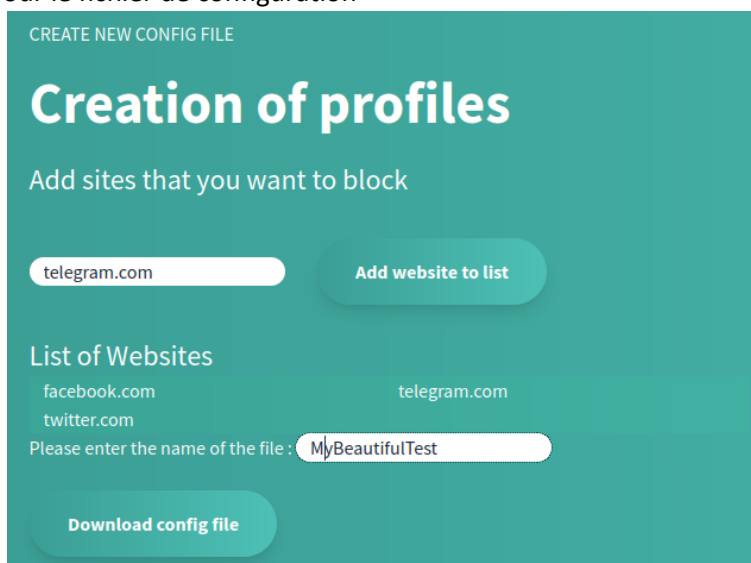 sur le fichier de configuration
CREATE NEW CONFIG FILE
Creation of profiles
Add sites that you want to block
telegram.com Add website to list
List of Websites
facebook.com telegram.com
twitter.com
Please enter the name of the file : MyBeautifulTest
Download config file